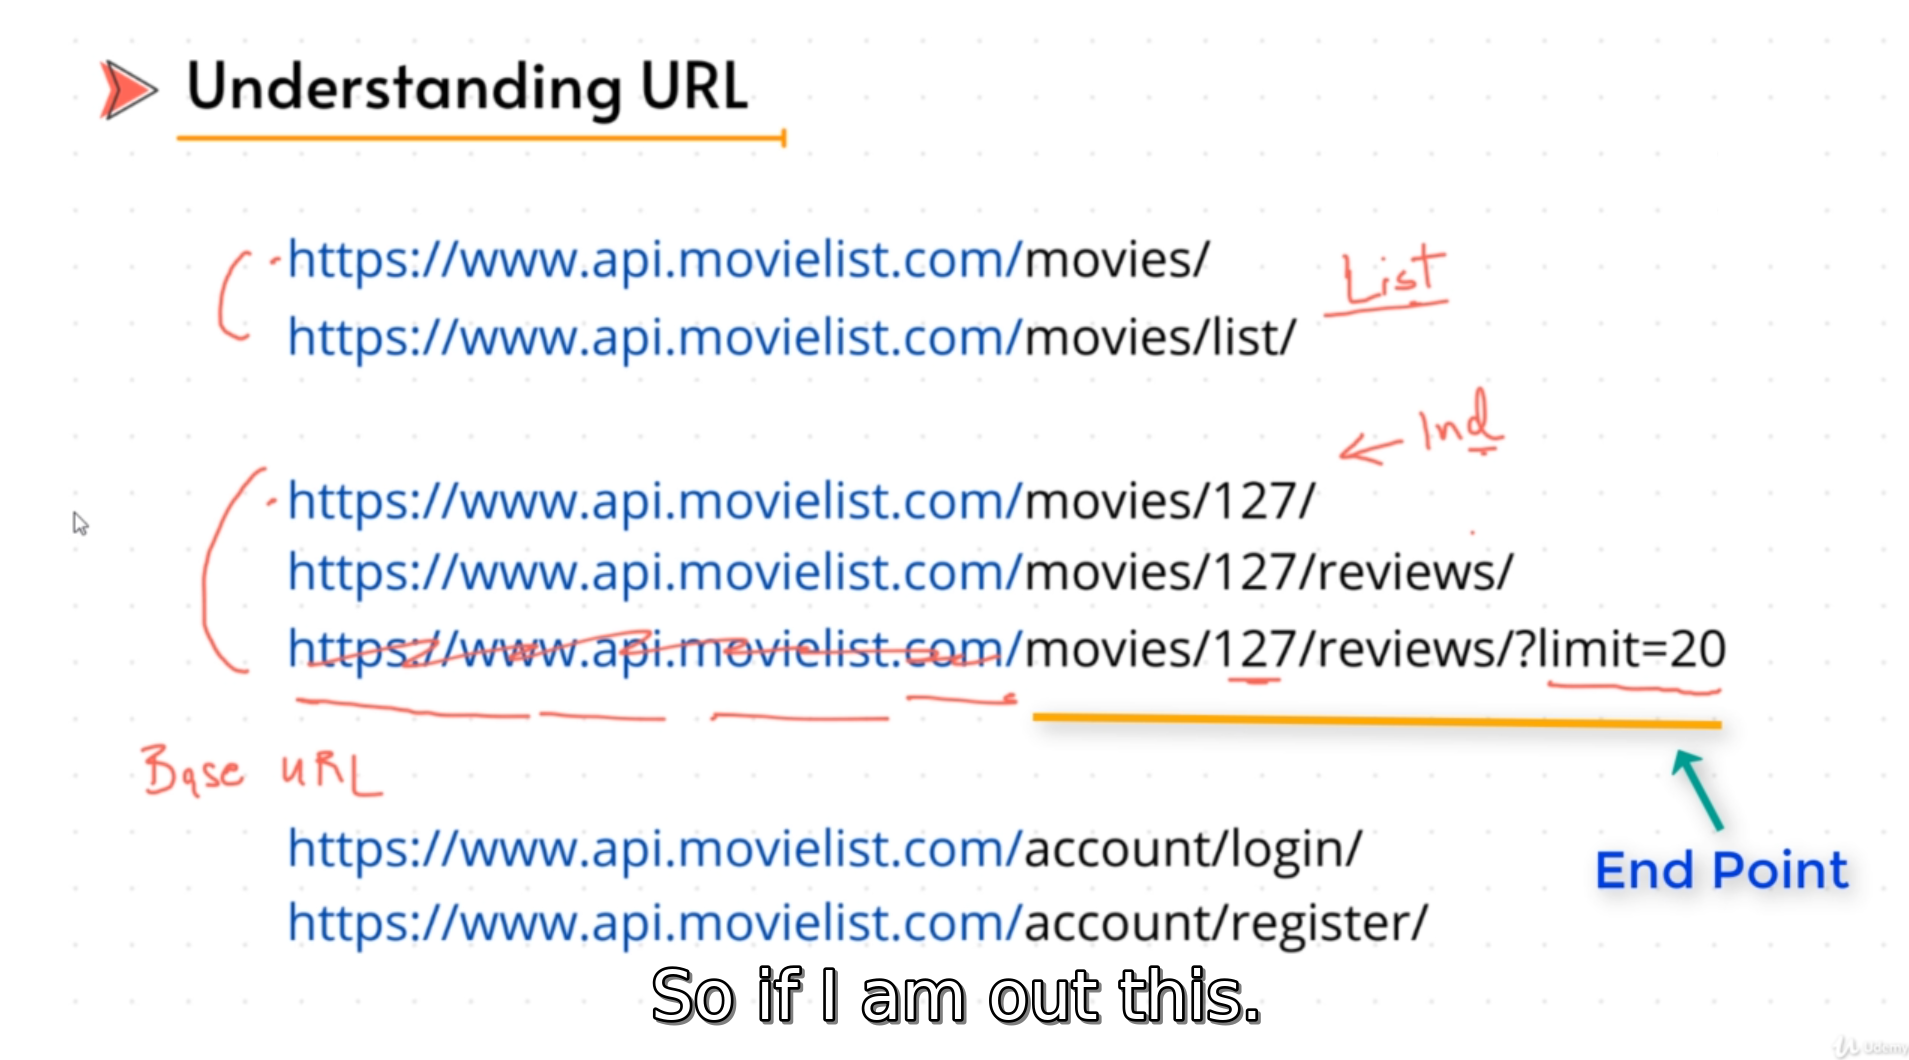 Understanding URL
https://www.api.movielist.com/movies/
List
https://www.api.movielist.com/movies/list/
Ind
https://www.api.movielist.com/movies/127/
https://www.api.movielist.com/movies/127/reviews/
https://www.api.movielist.com/movies/127/reviews/?limit=20
Base URL
https://www.api.movielist.com/account/login/
End Point
https://www.api.movielist.com/account/register/
So if I am out this.
Udemy